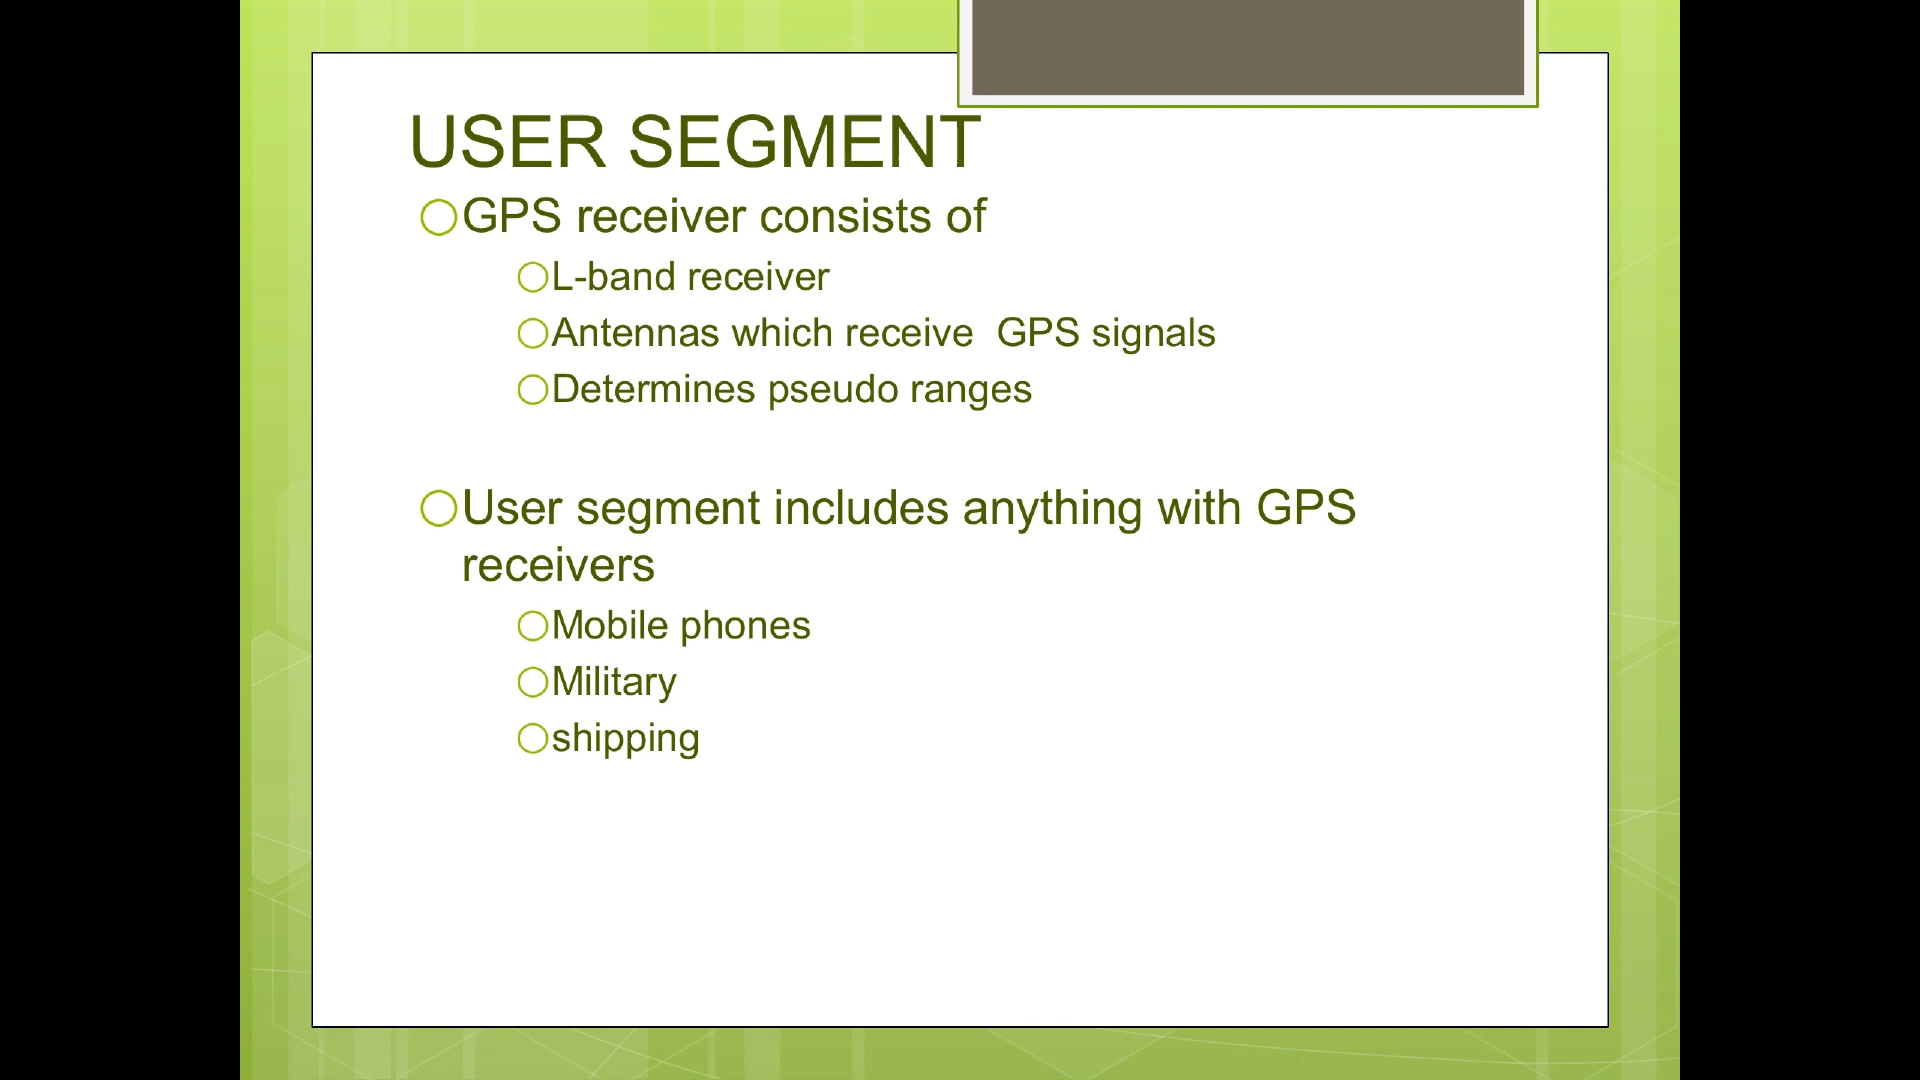 USER SEGMENT
GPS receiver consists of
L-band receiver
Antennas which receive  GPS signals
Determines pseudo ranges
User segment includes anything with GPS
receivers
Mobile phones
Military
shipping